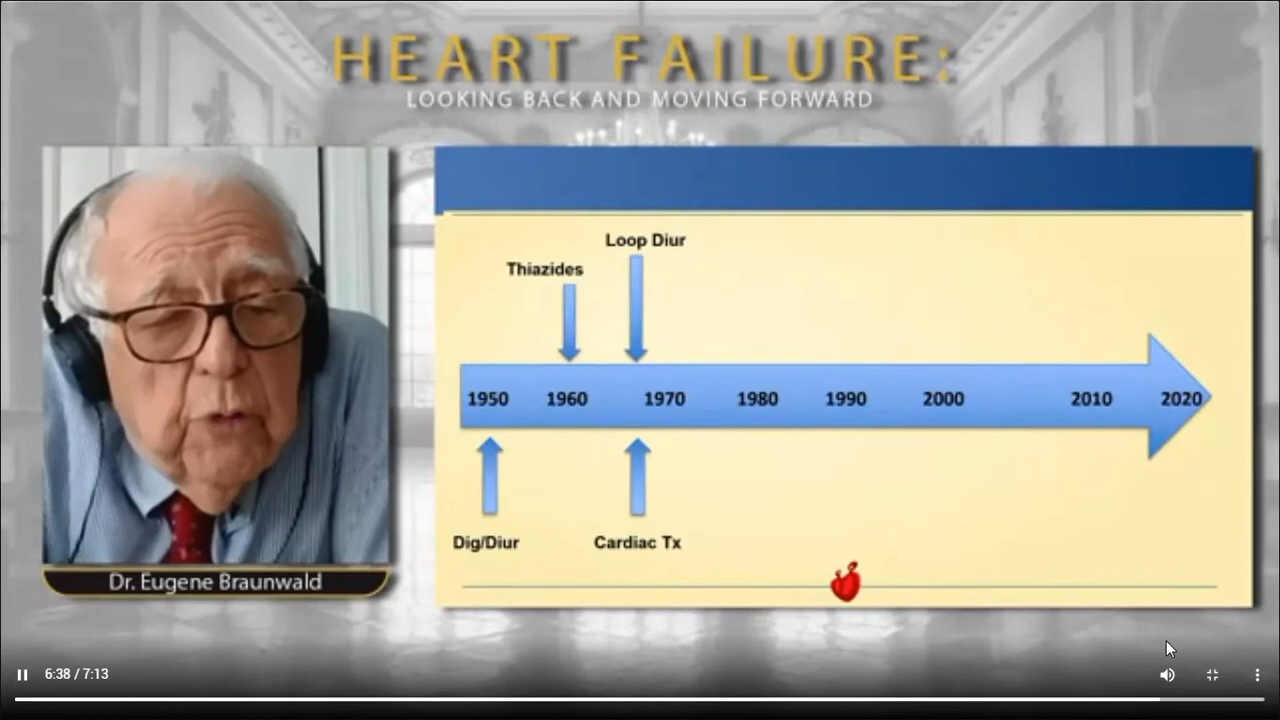 HEART FAILURE:
LOOKING BACK AND MOVING FORWARD
Loop Diur
Thiazides
1950 1960 1970 1980 1990 2000 2010 2020
Dig/Diur Cardiac Tx
Dr. Eugene Braunwald
6:38 / 7:13